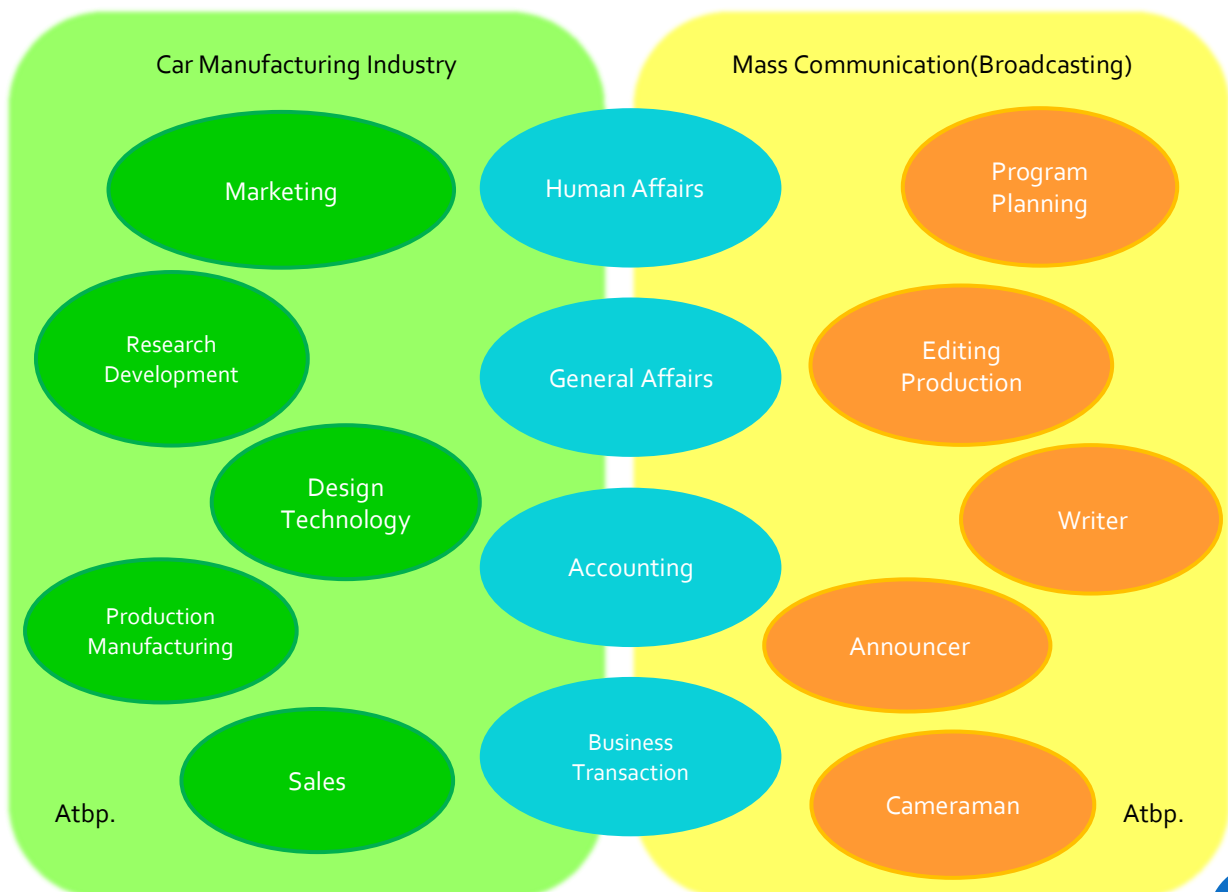 Car Manufacturing Industry
Mass Communication(Broadcasting)
Marketing
Research
Development
Design
Technology
Production
Manufacturing
Sales
Atbp.
Human Affairs
General Affairs
Accounting
Business
Transaction
Program
Planning
Editing
Production
Writer
Announcer
Cameraman
Atbp.